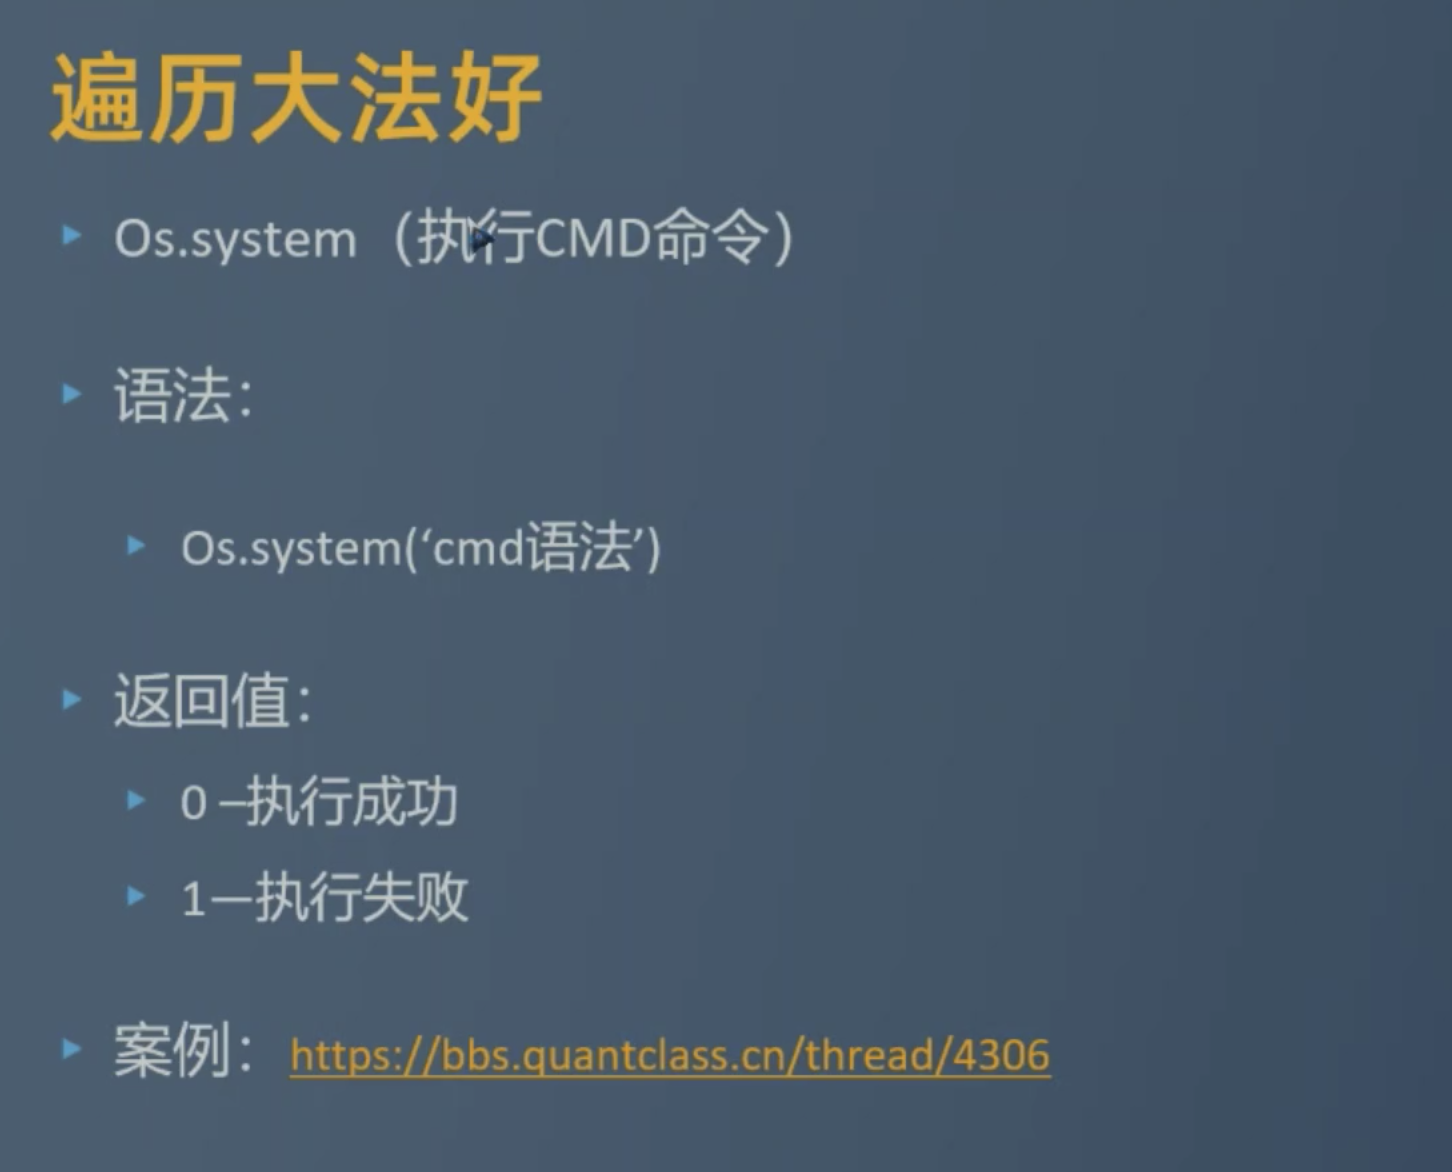 遍历大法好
Os.system（执行CMD命令）
语法：
Os.system(‘cmd语法’)
返回值：
0 –执行成功
1—执行失败
案例：https://bbs.quantclass.cn/thread/4306